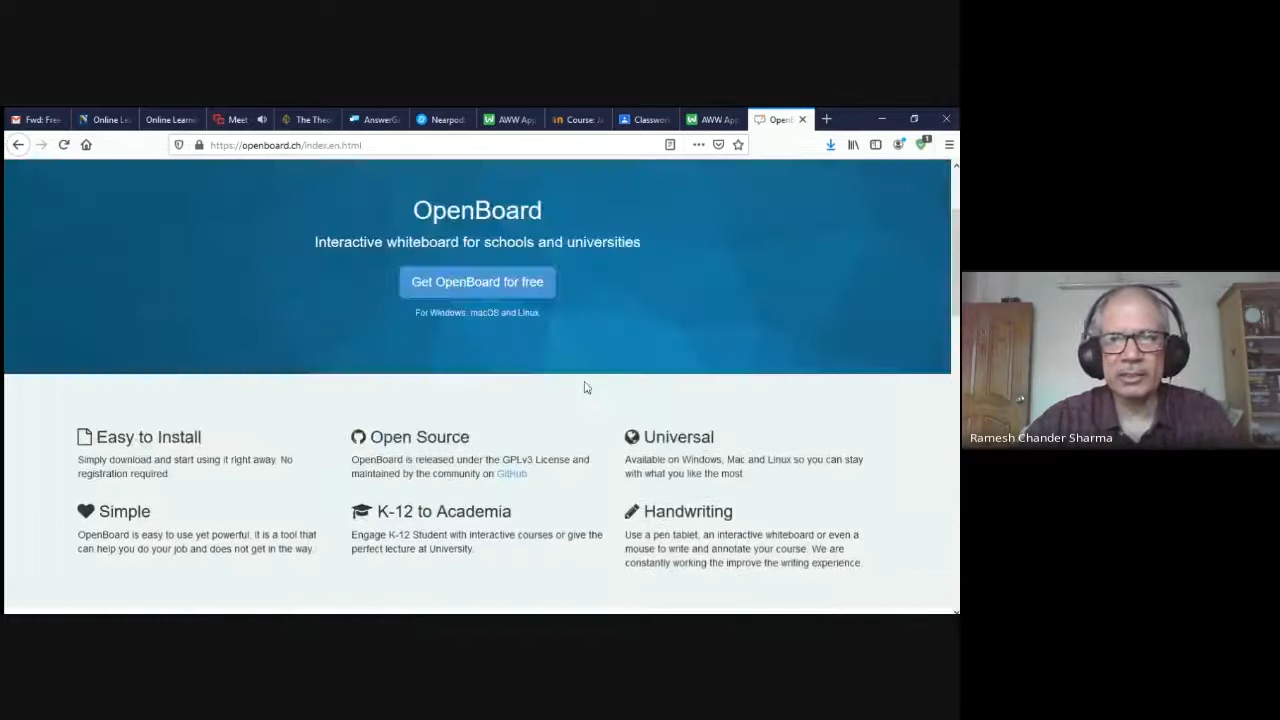 Fwd: Fre
Online Le
Online Learni
Meet
The Theo
AnswerGa
Nearpod
AWW App
Course: Ja
Classwor
AWW App
OpenB
https://openboard.ch/index.en.html
OpenBoard
Interactive whiteboard for schools and universities
Get OpenBoard for free
For Windows, macOS and Linux.
Easy to Install
Simply download and start using it right away. No
registration required.
Open Source
OpenBoard is released under the GPLv3 License and
maintained by the community on GitHub
Universal
Available on Windows, Mac and Linux so you can stay
with what you like the most.
Simple
OpenBoard is easy to use yet powerful. It is a tool that
can help you do your job and does not get in the way.
K-12 to Academia
Engage K-12 Student with interactive courses or give the
perfect lecture at University.
Handwriting
Use a pen tablet, an interactive whiteboard or even a
mouse to write and annotate your course. We are
constantly working the improve the writing experience.
Ramesh Chander Sharma